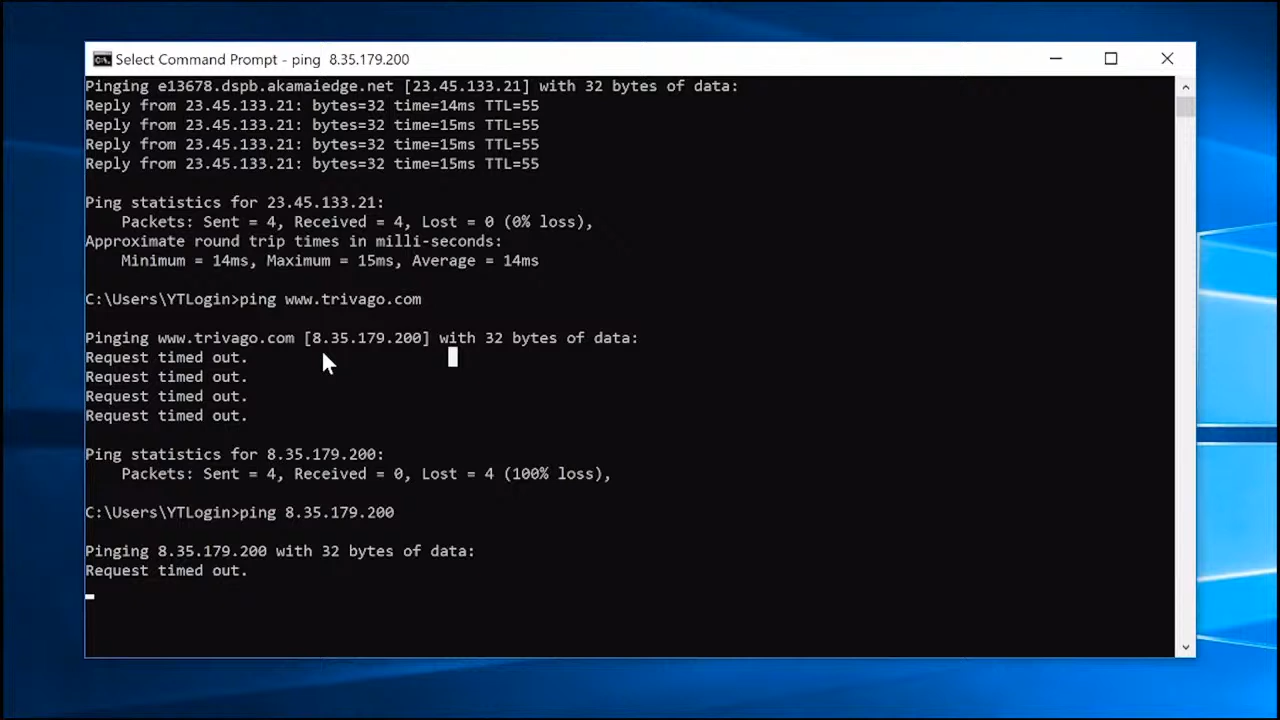 Select Command Prompt - ping 8.35.179.200
Pinging e13678.dspb.akamaiedge.net [23.45.133.21] with 32 bytes of data:
Reply from 23.45.133.21: bytes=32 time=14ms TTL=55
Reply from 23.45.133.21: bytes=32 time=15ms TTL=55
Reply from 23.45.133.21: bytes=32 time=15ms TTL=55
Reply from 23.45.133.21: bytes=32 time=15ms TTL=55
Ping statistics for 23.45.133.21:
Packets: Sent = 4, Received = 4, Lost = 0 (0% loss),
Approximate round trip times in milli-seconds:
Minimum = 14ms, Maximum = 15ms, Average = 14ms
C:\Users\YTLogin>ping www.trivago.com
Pinging www.trivago.com [8.35.179.200] with 32 bytes of data:
Request timed out.
Request timed out.
Request timed out.
Request timed out.
Ping statistics for 8.35.179.200:
Packets: Sent = 4, Received = 0, Lost = 4 (100% loss),
C:\Users\YTLogin>ping 8.35.179.200
Pinging 8.35.179.200 with 32 bytes of data:
Request timed out.